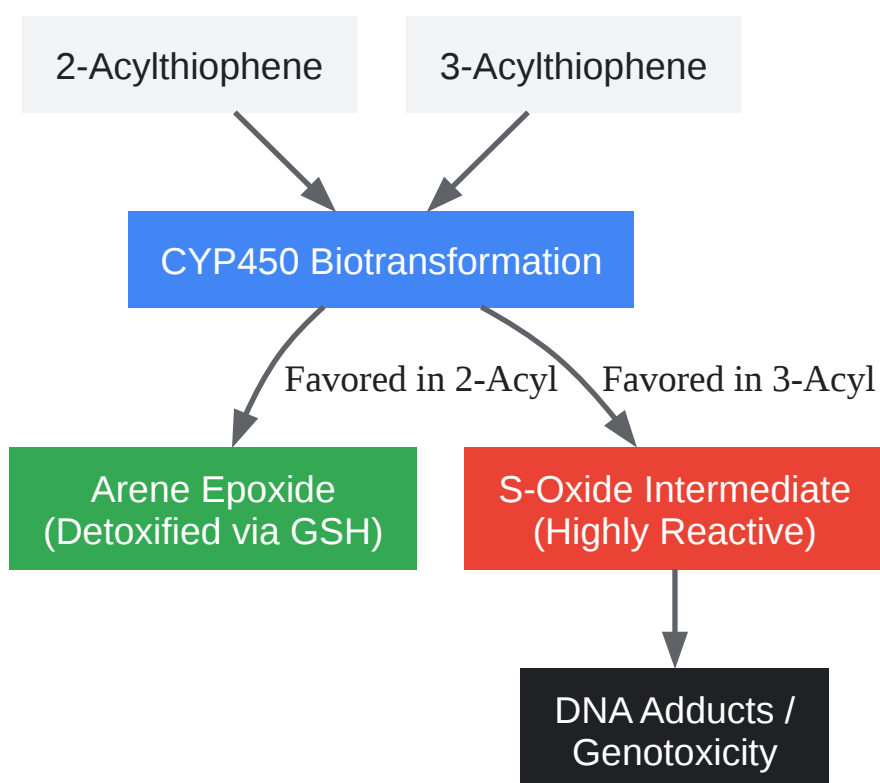 2-Acylthiophene
3-Acylthiophene
CYP450 Biotransformation
Favored in 2-Acyl
Favored in 3-Acyl
Arene Epoxide
(Detoxified via GSH)
S-Oxide Intermediate
(Highly Reactive)
DNA Adducts /
Genotoxicity